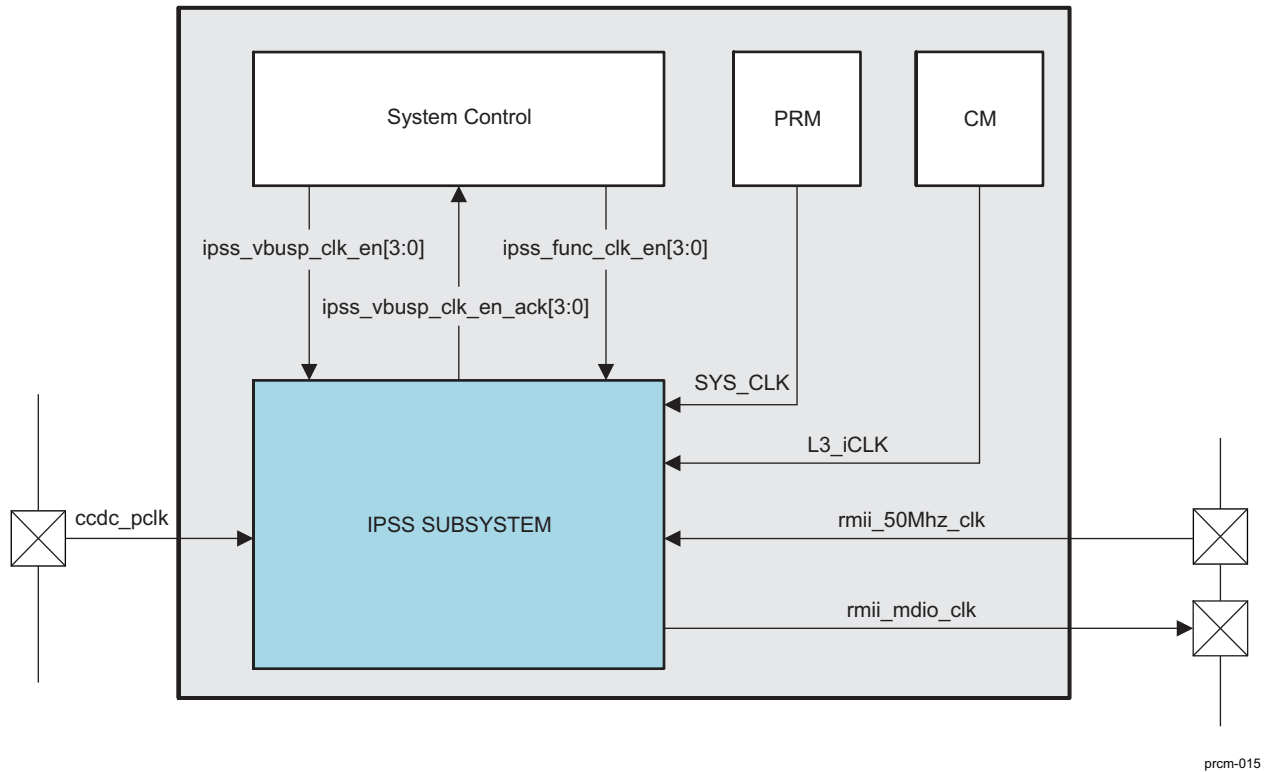 System Control
PRM
CM
ipss_vbusp_clk_en[3:0]
ipss_func_clk_en[3:0]
ipss_vbusp_clk_en_ack[3:0]
SYS_CLK
L3_iCLK
ccdc_pclk
IPSS SUBSYSTEM
rmii_50Mhz_clk
rmii_mdio_clk
prcm-015